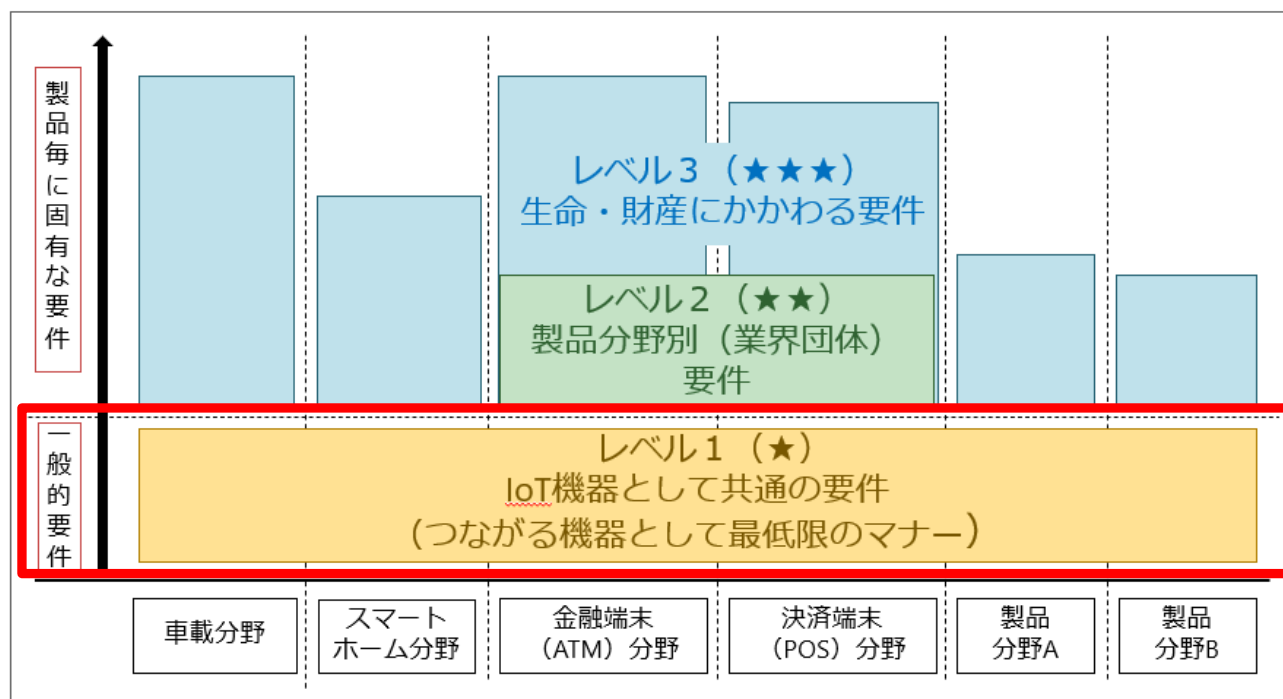 製品毎に固有な要件
レベル３（★★★）
生命・財産にかかわる要件
レベル２（★★）
製品分野別（業界団体）
要件
一般的要件
レベル１（★）
IoT機器として共通の要件
（つながる機器として最低限のマナー）
車載分野
スマート
ホーム分野
金融端末
（ATM）分野
決済端末
（POS）分野
製品
分野A
製品
分野B